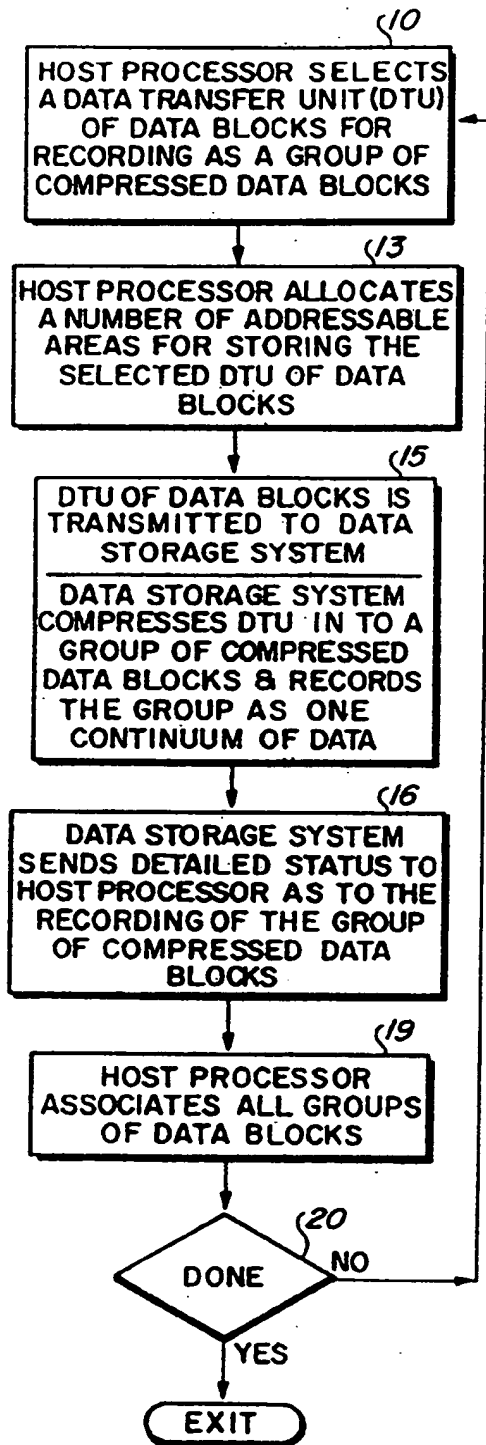 10
HOST PROCESSOR SELECTS
A DATA TRANSFER UNIT (DTU)
OF DATA BLOCKS FOR
RECORDING AS A GROUP OF
COMPRESSED DATA BLOCKS
13
HOST PROCESSOR ALLOCATES
A NUMBER OF ADDRESSABLE
AREAS FOR STORING THE
SELECTED DTU OF DATA
BLOCKS
15
DTU OF DATA BLOCKS IS
TRANSMITTED TO DATA
STORAGE SYSTEM
DATA STORAGE SYSTEM
COMPRESSES DTU IN TO A
GROUP OF COMPRESSED
DATA BLOCKS & RECORDS
THE GROUP AS ONE
CONTINUUM OF DATA
16
DATA STORAGE SYSTEM
SENDS DETAILED STATUS TO
HOST PROCESSOR AS TO THE
RECORDING OF THE GROUP
OF COMPRESSED DATA
BLOCKS
19
HOST PROCESSOR
ASSOCIATES ALL GROUPS
OF DATA BLOCKS
20
DONE
NO
YES
EXIT